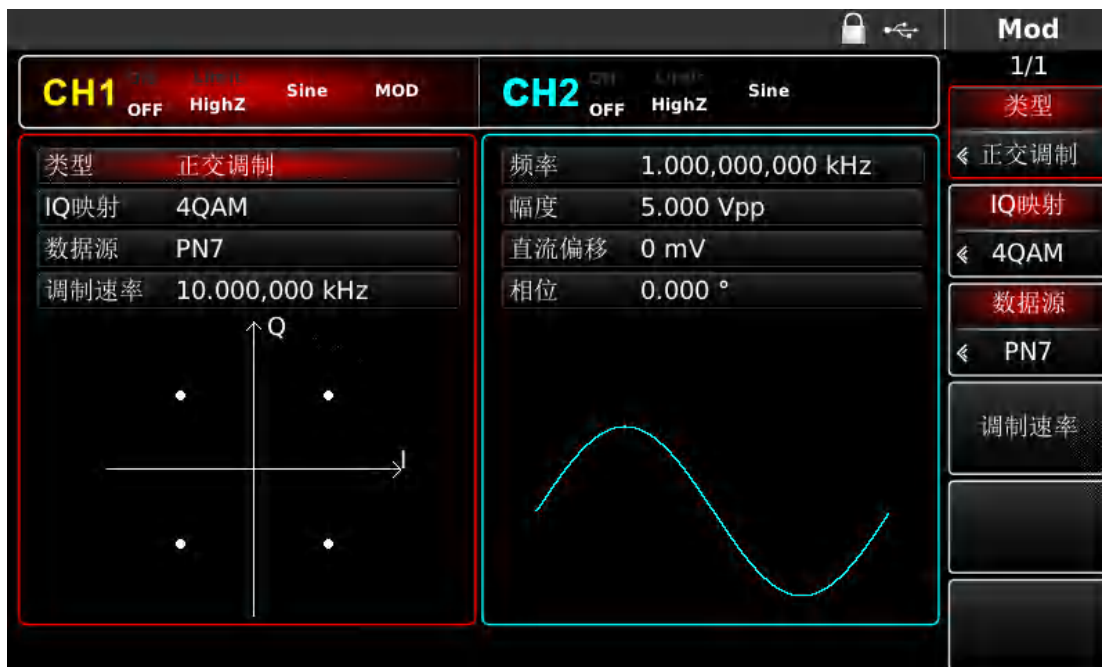 Mod
1/1
CH1 OFF HighZ Sine MOD
CH2 OFF HighZ Sine
类型 正交调制
IQ映射 4QAM
数据源 PN7
调制速率 10.000,000 kHz
Q
I
频率 1.000,000,000 kHz
幅度 5.000 Vpp
直流偏移 0 mV
相位 0.000 °
类型
正交调制
IQ映射
4QAM
数据源
PN7
调制速率